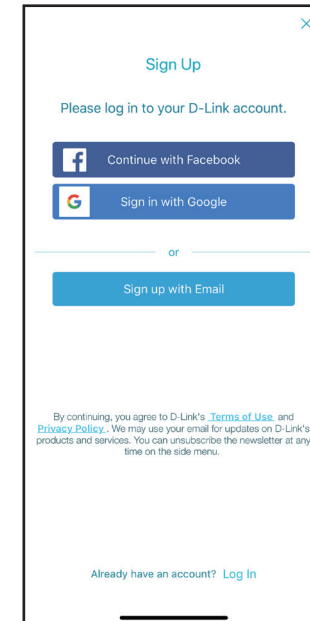 Sign Up
Please log in to your D-Link account.
Continue with Facebook
Sign in with Google
or
Sign up with Email
By continuing, you agree to D-Link's Terms of Use and
Privacy Policy. We may use your email for updates on D-Link's
products and services. You can unsubscribe the newsletter at any
time on the side menu.
Already have an account? Log In